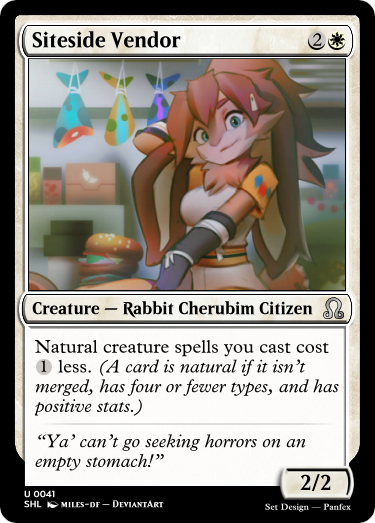 Siteside Vendor 2
Creature — Rabbit Cherubim Citizen
Natural creature spells you cast cost
1 less. (A card is natural if it isn't
merged, has four or fewer types, and has
positive stats.)
“Ya’ can’t go seeking horrors on an
empty stomach!”
2/2
U 0041
SHL MILES-DF — DEVIANTART
Set Design — Panfex